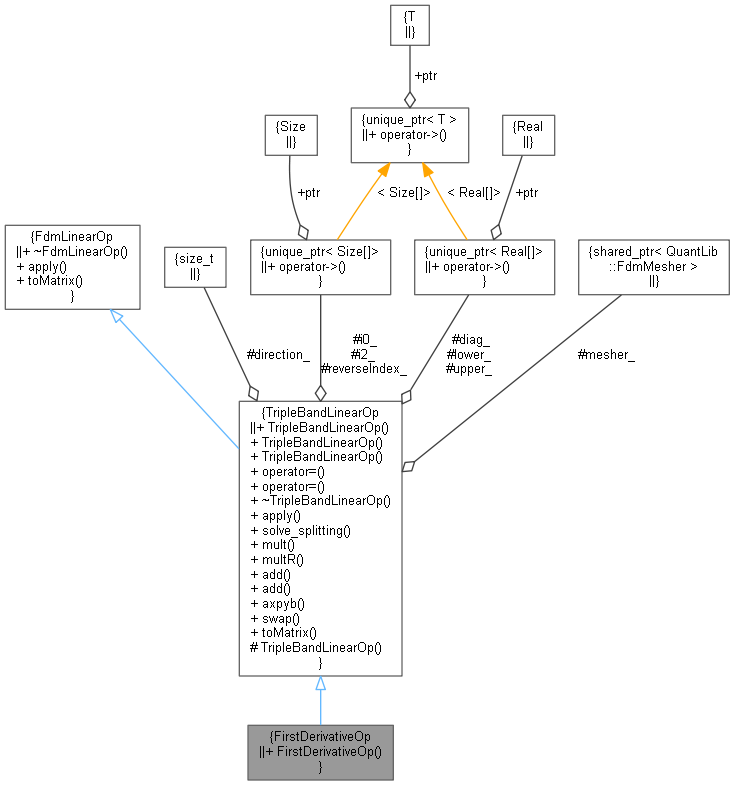 {T
||}
+ptr
{unique_ptr< T >
||+ operator->()
}
{Size
||}
{Real
||}
+ptr
< Size[]>
< Real[]>
+ptr
{FdmLinearOp
||+ ~FdmLinearOp()
+ apply()
+ toMatrix()
}
{size_t
||}
{unique_ptr< Size[]>
||+ operator->()
}
{unique_ptr< Real[]>
||+ operator->()
}
{shared_ptr< QuantLib
::FdmMesher >
||}
#direction_
#i0_
#i2_
#reverseIndex_
#diag_
#lower_
#upper_
#mesher_
{TripleBandLinearOp
||+ TripleBandLinearOp()
+ TripleBandLinearOp()
+ TripleBandLinearOp()
+ operator=()
+ operator=()
+ ~TripleBandLinearOp()
+ apply()
+ solve_splitting()
+ mult()
+ multR()
+ add()
+ add()
+ axpyb()
+ swap()
+ toMatrix()
# TripleBandLinearOp()
}
{FirstDerivativeOp
||+ FirstDerivativeOp()
}